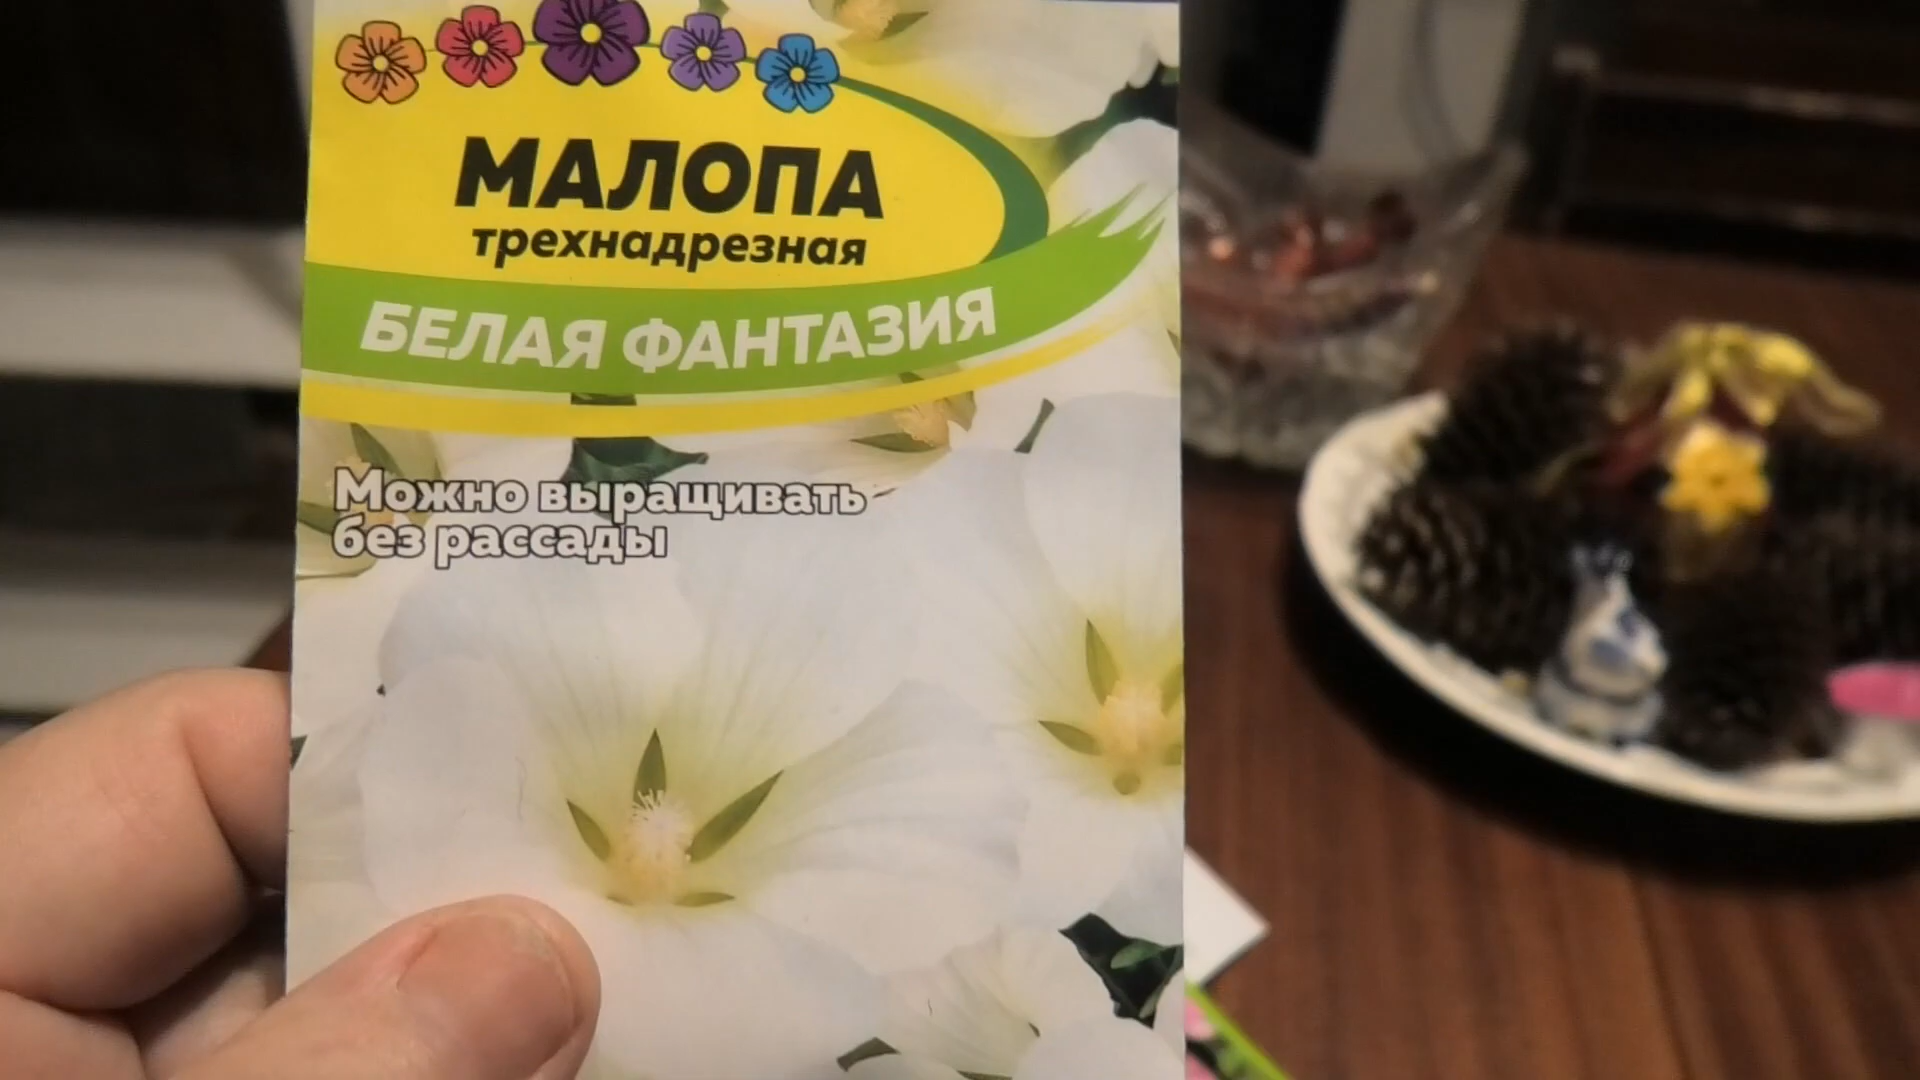 МАЛОПА
трехнадрезная
БЕЛАЯ ФАНТАЗИЯ
Можно выращивать
без рассады